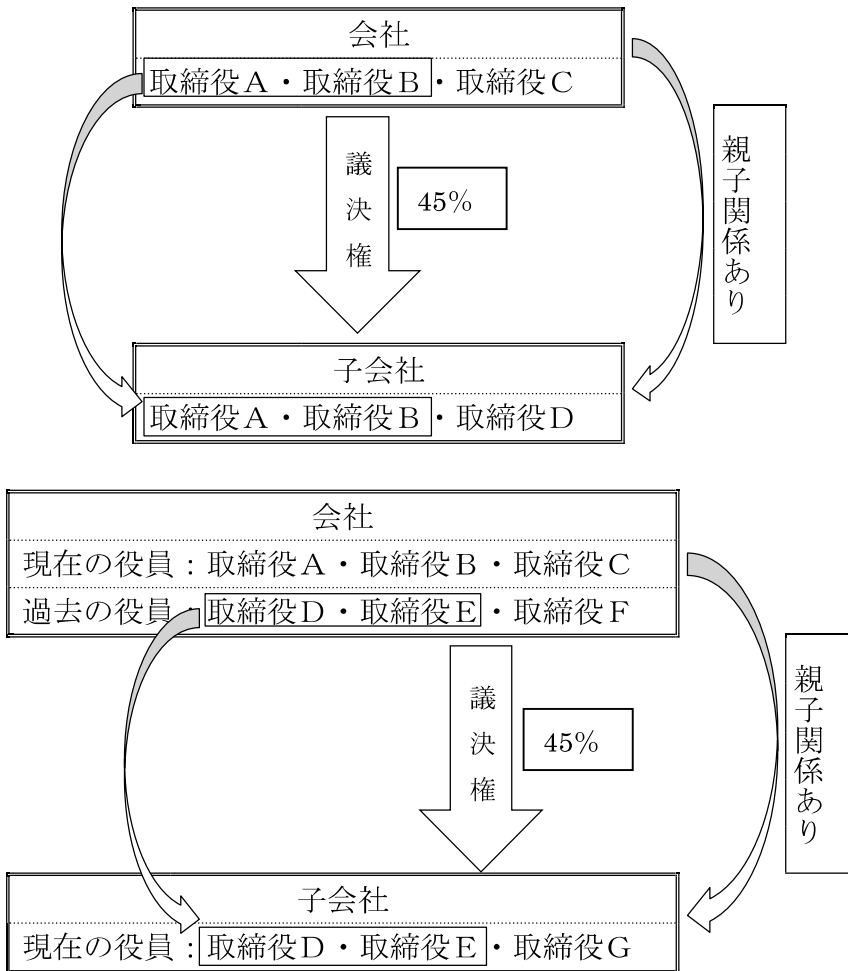 会社
取締役A・取締役B・取締役C
議決権
45%
親子関係あり
子会社
取締役A・取締役B・取締役D
会社
現在の役員：取締役A・取締役B・取締役C
過去の役員：取締役D・取締役E・取締役F
議決権
45%
親子関係あり
子会社
現在の役員：取締役D・取締役E・取締役G